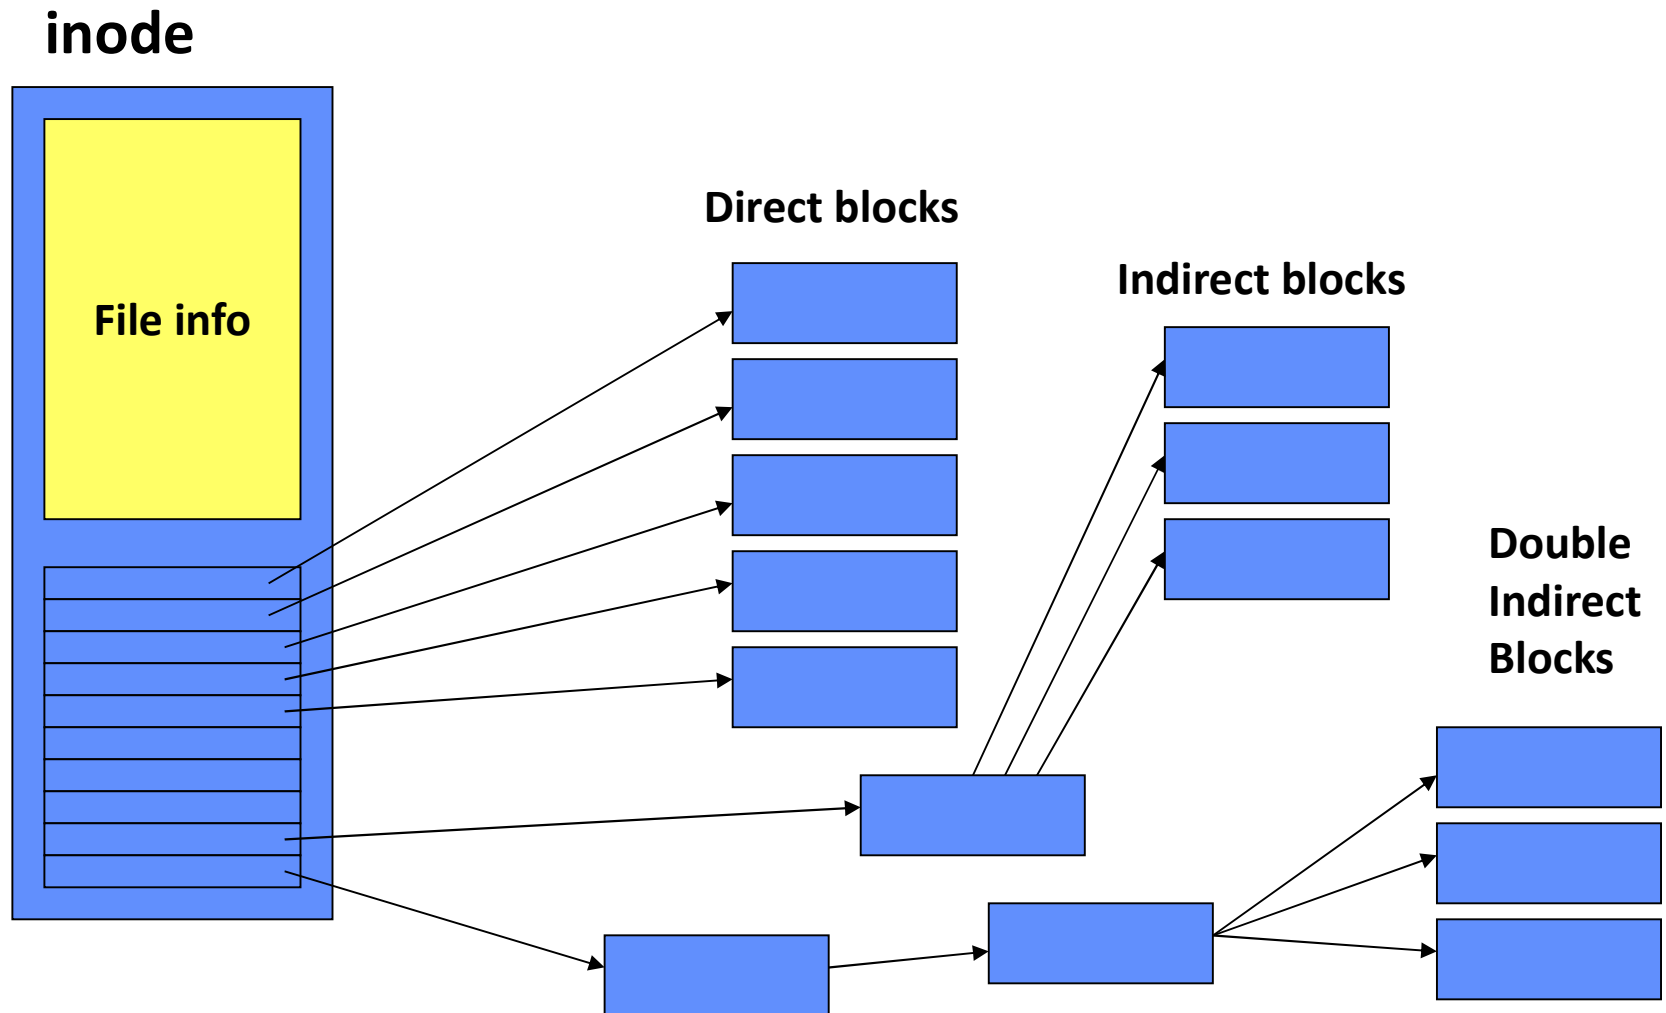 inode
File info
Direct blocks
Indirect blocks
Double
Indirect
Blocks